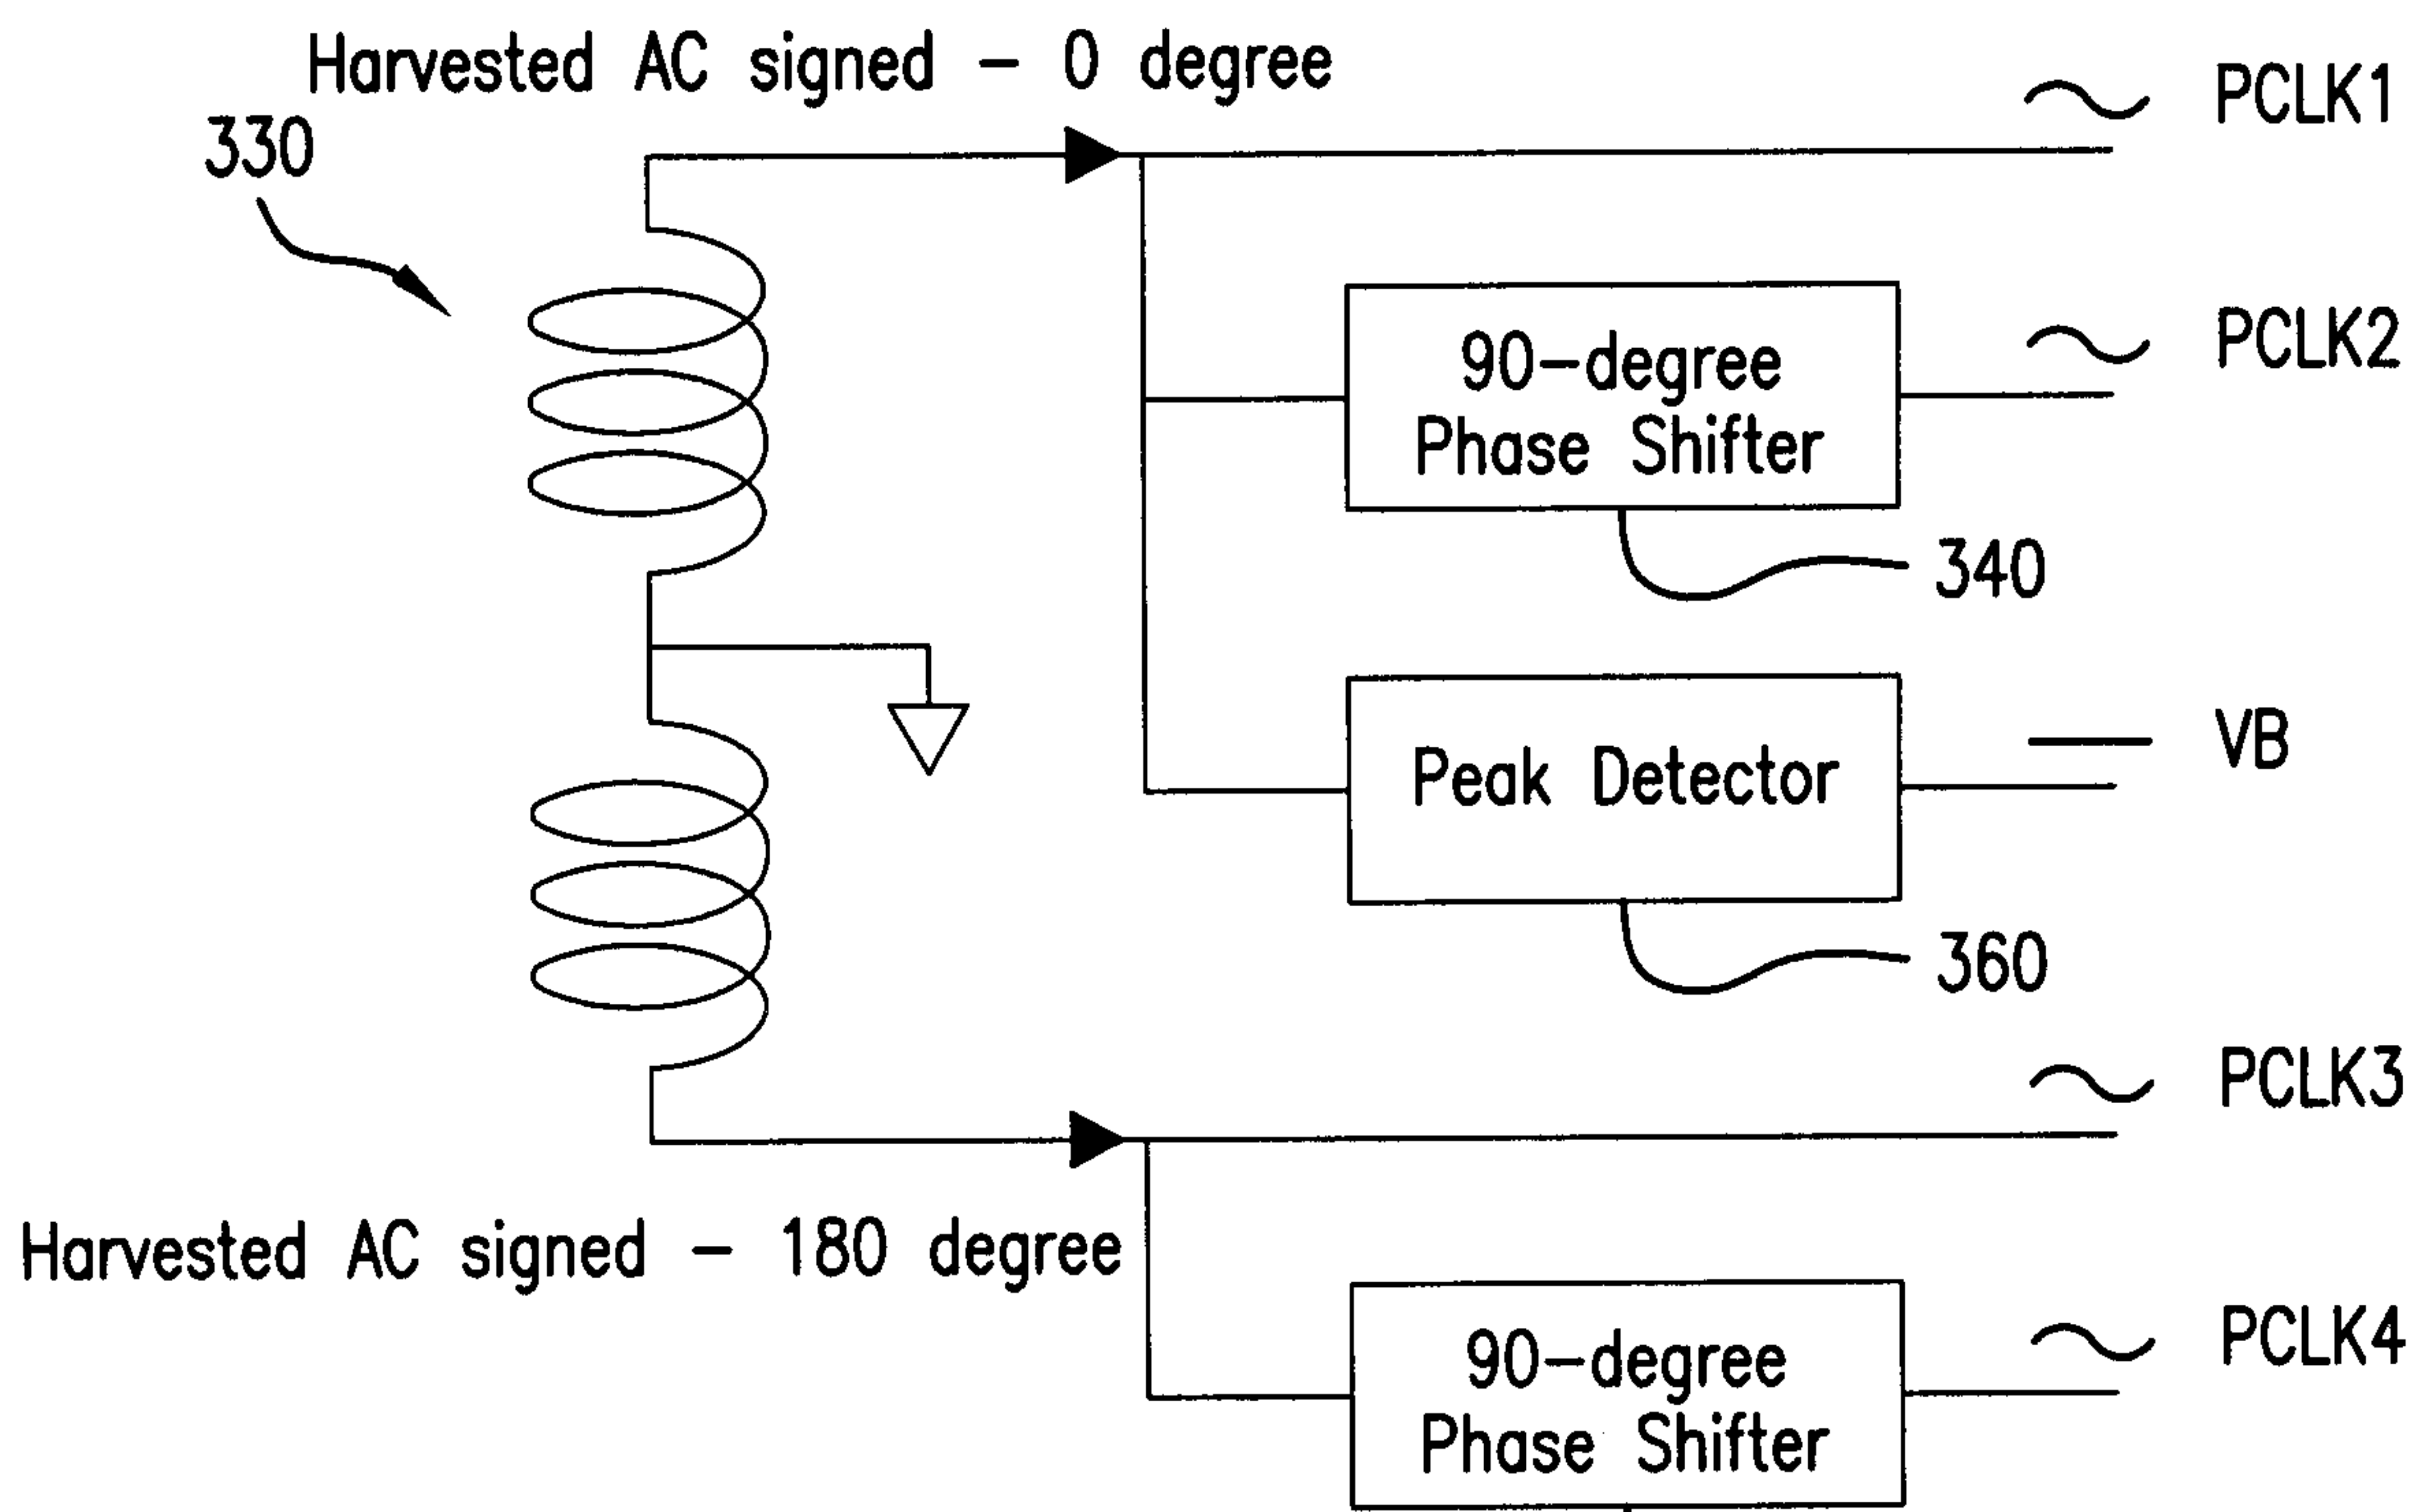 Harvested AC signed - 0 degree
PCLK1
330
PCLK2
90-degree
Phase Shifter
340
VB
Peak Detector
360
PCLK3
Harvested AC signed - 180 degree
PCLK4
90-degree
Phase Shifter